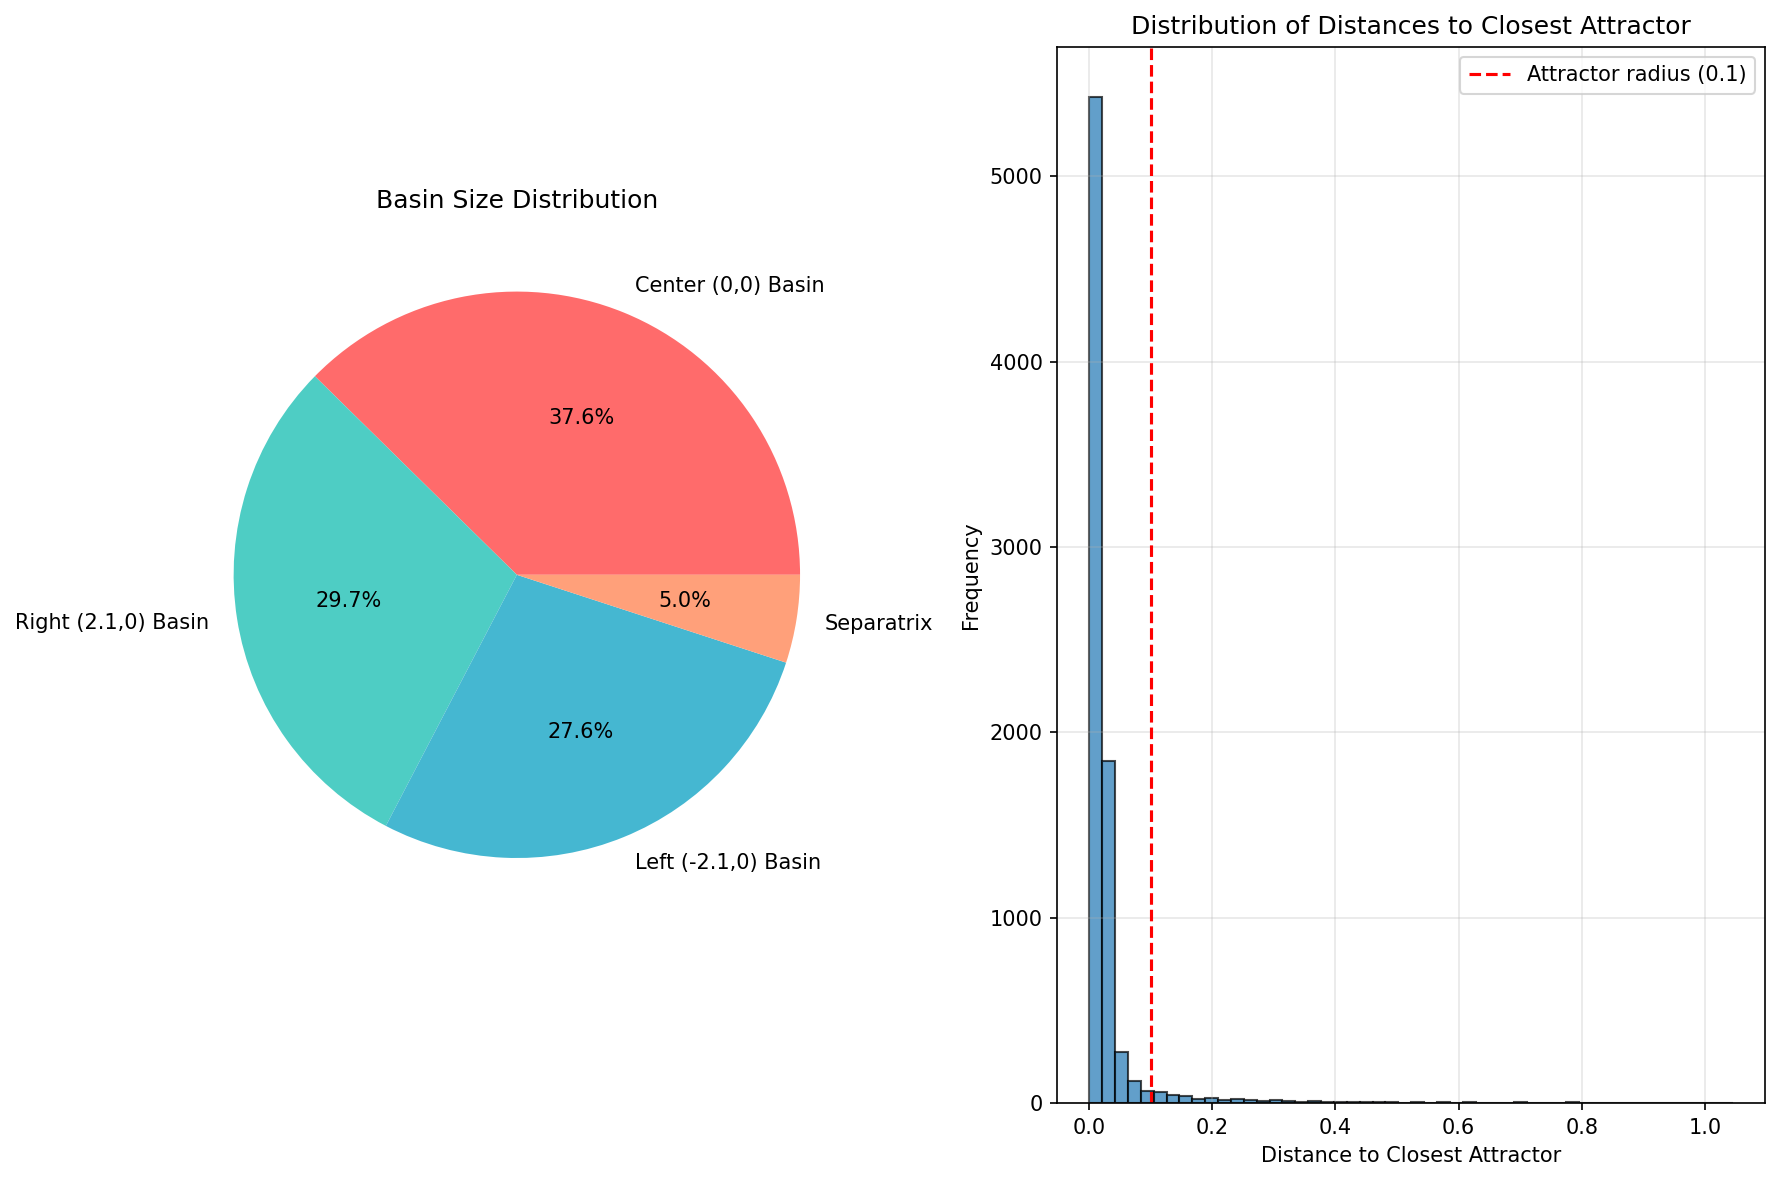 Basin Size Distribution
Center (0,0) Basin
37.6%
29.7%
Right (2.1,0) Basin
5.0%
Separatrix
27.6%
Left (-2.1,0) Basin
Distribution of Distances to Closest Attractor
Attractor radius (0.1)
5000
4000
3000
2000
1000
0
Frequency
0.0 0.2 0.4 0.6 0.8 1.0
Distance to Closest Attractor